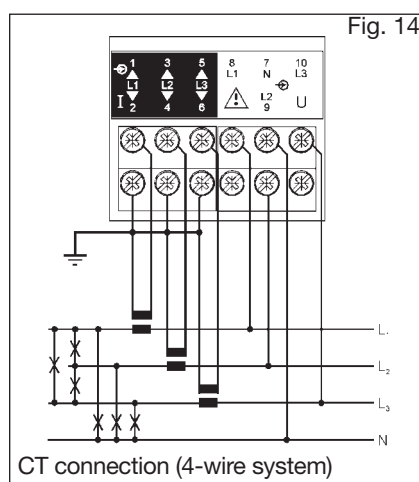 Fig. 14
1 3 5 8 7 10
L1 N L3
L1 L2 L3
I 2 4 6 L2 9 U
L₂
L₃
N
CT connection (4-wire system)